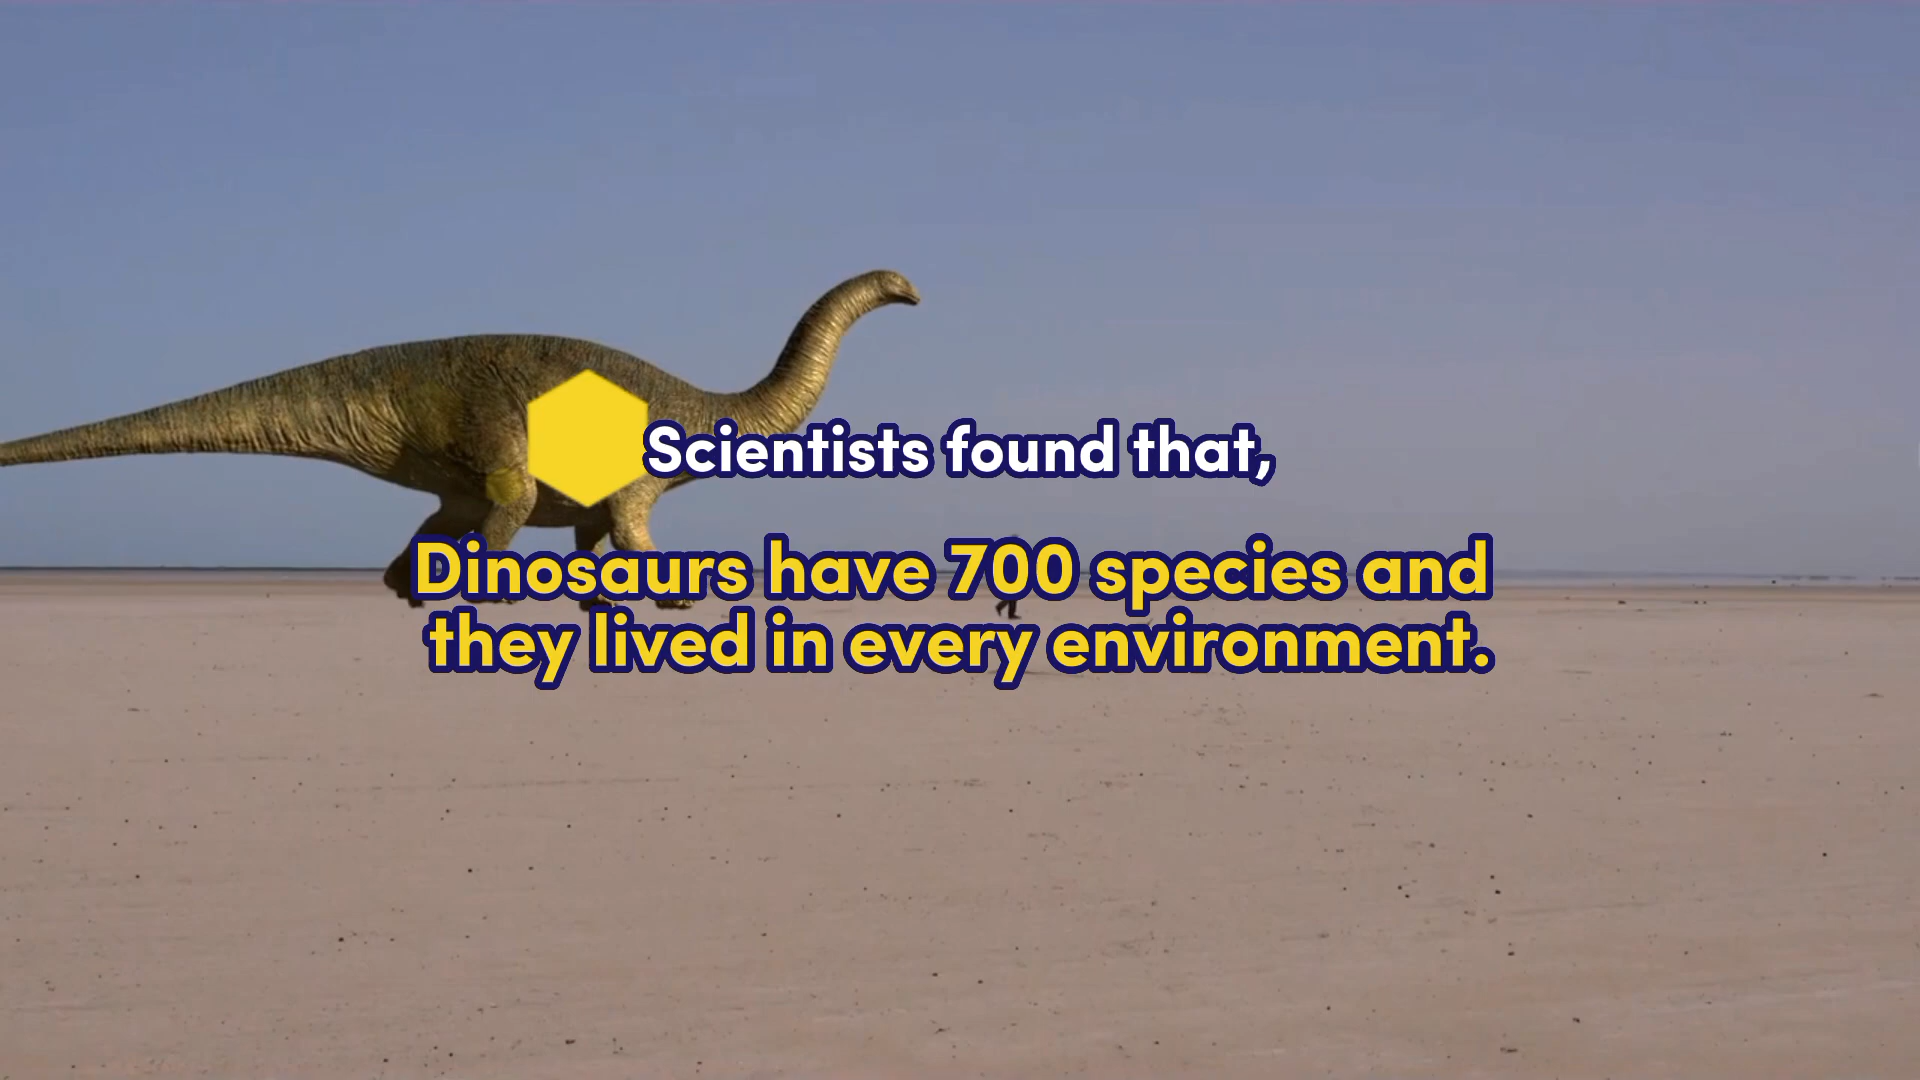 Scientists found that,
Dinosaurs have 700 species and
they lived in every environment.